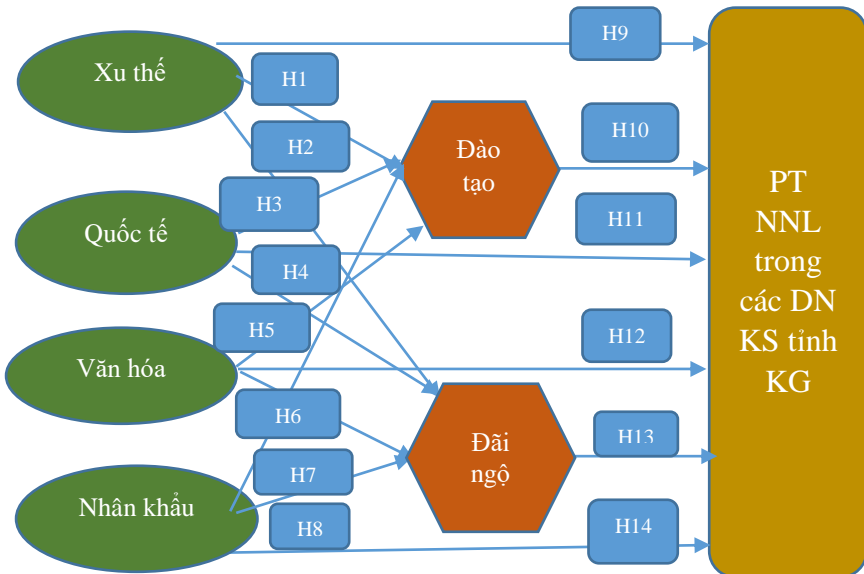 H9
Xu thế
H1
H10
H2
Đào
tạo
H3
H11
Quốc tế
H4
PT
NNL
trong
các DN
KS tỉnh
KG
H5
H12
Văn hóa
H6
Đãi
ngộ
H13
H7
Nhân khẩu
H8
H14